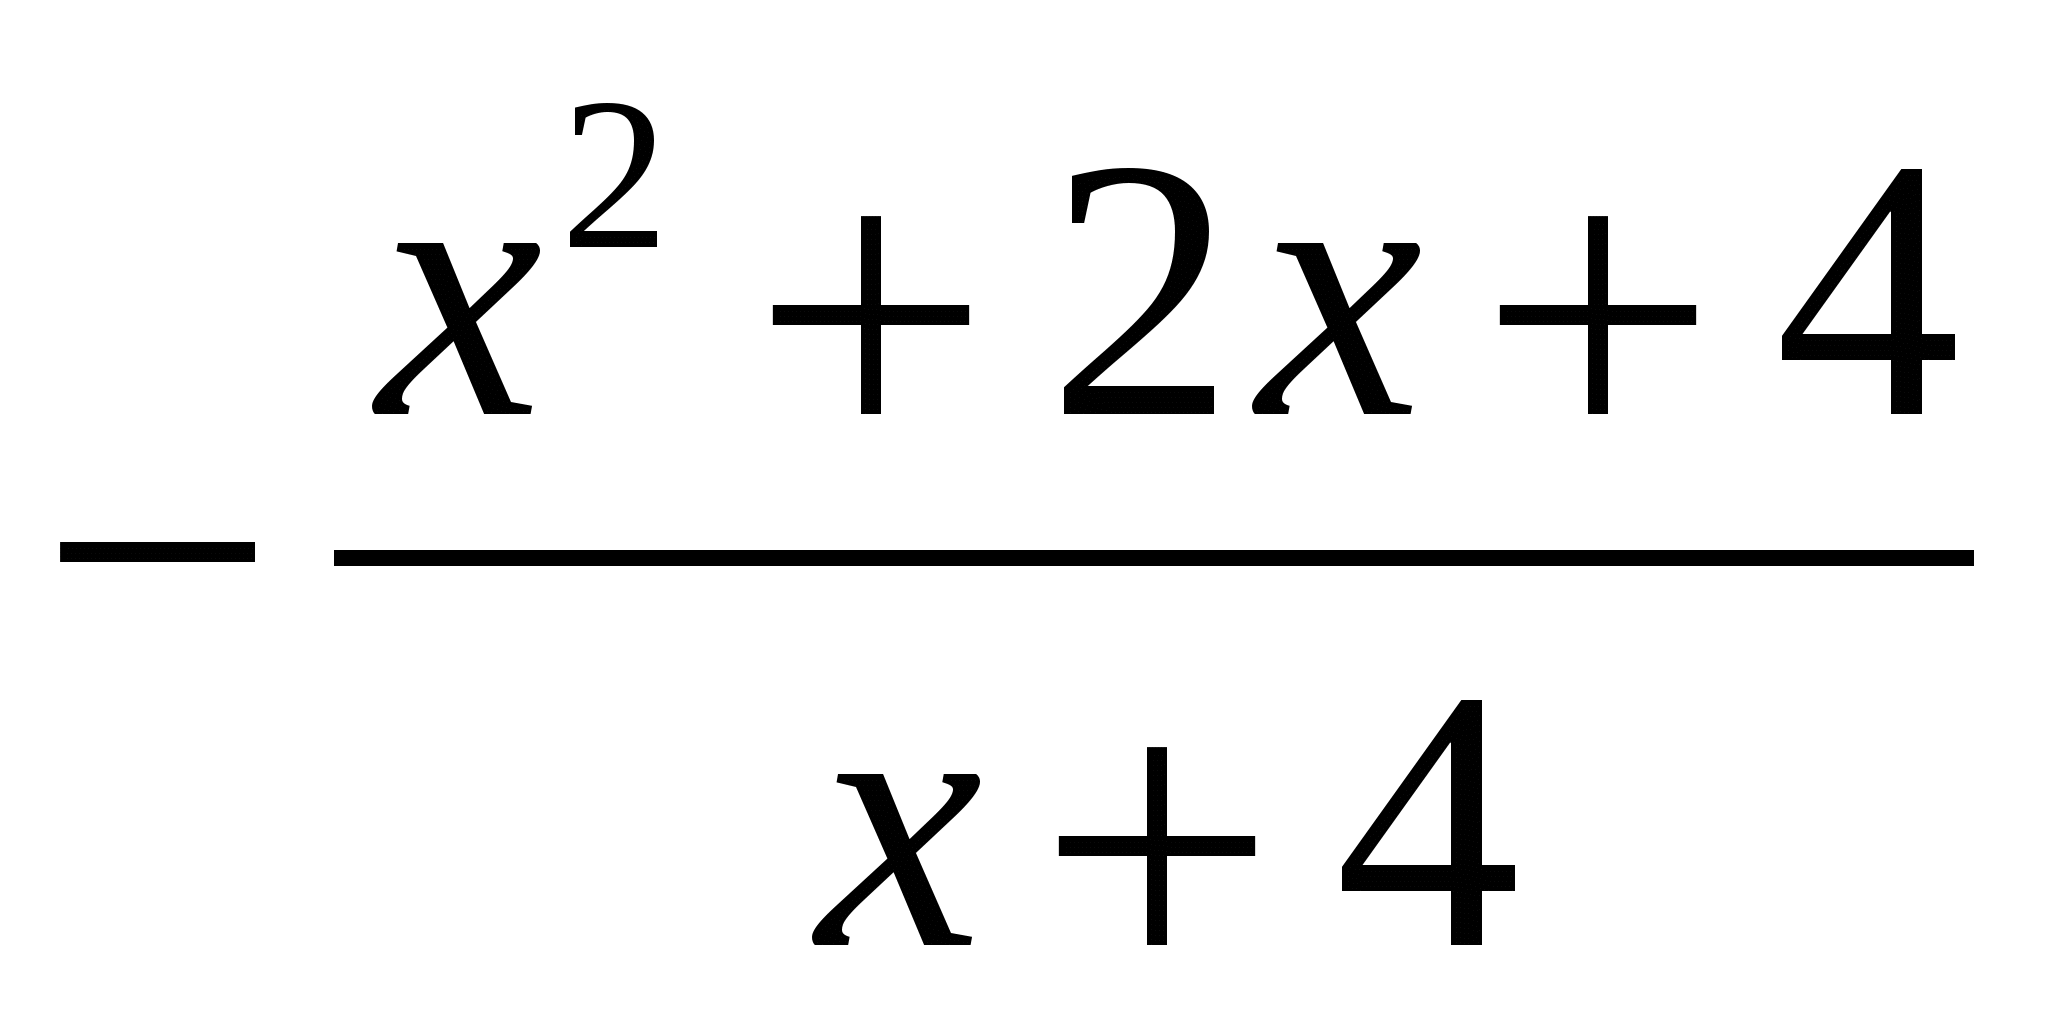 − (x² + 2x + 4) / (x + 4)